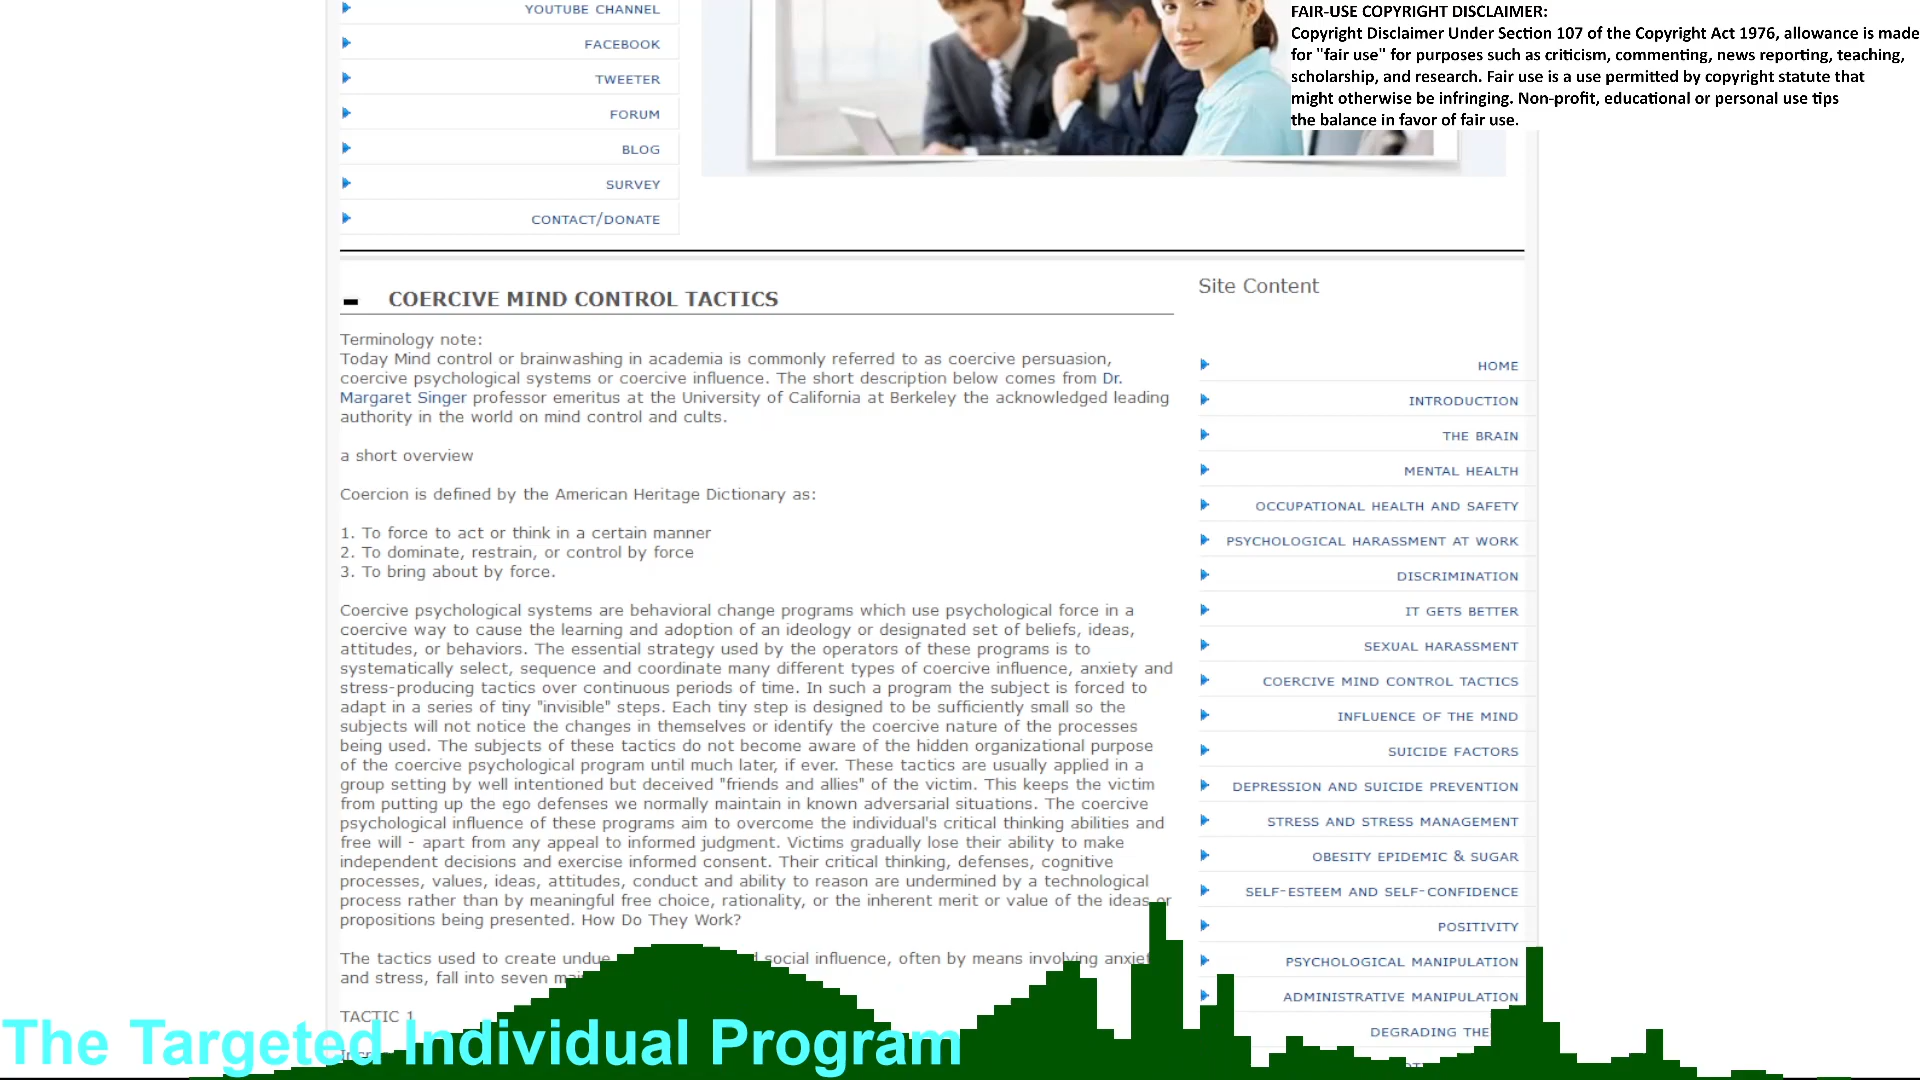 YOUTUBE CHANNEL
FACEBOOK
TWEETER
FORUM
BLOG
SURVEY
CONTACT/DONATE
FAIR-USE COPYRIGHT DISCLAIMER:
Copyright Disclaimer Under Section 107 of the Copyright Act 1976, allowance is made
for "fair use" for purposes such as criticism, commenting, news reporting, teaching,
scholarship, and research. Fair use is a use permitted by copyright statute that
might otherwise be infringing. Non-profit, educational or personal use tips
the balance in favor of fair use.
COERCIVE MIND CONTROL TACTICS
Terminology note:
Today Mind control or brainwashing in academia is commonly referred to as coercive persuasion,
coercive psychological systems or coercive influence. The short description below comes from Dr.
Margaret Singer professor emeritus at the University of California at Berkeley the acknowledged leading
authority in the world on mind control and cults.
a short overview
Coercion is defined by the American Heritage Dictionary as:
1. To force to act or think in a certain manner
2. To dominate, restrain, or control by force
3. To bring about by force.
Coercive psychological systems are behavioral change programs which use psychological force in a
coercive way to cause the learning and adoption of an ideology or designated set of beliefs, ideas,
attitudes, or behaviors. The essential strategy used by the operators of these programs is to
systematically select, sequence and coordinate many different types of coercive influence, anxiety and
stress-producing tactics over continuous periods of time. In such a program the subject is forced to
adapt in a series of tiny "invisible" steps. Each tiny step is designed to be sufficiently small so the
subjects will not notice the changes in themselves or identify the coercive nature of the processes
being used. The subjects of these tactics do not become aware of the hidden organizational purpose
of the coercive psychological program until much later, if ever. These tactics are usually applied in a
group setting by well intentioned but deceived "friends and allies" of the victim. This keeps the victim
from putting up the ego defenses we normally maintain in known adversarial situations. The coercive
psychological influence of these programs aim to overcome the individual's critical thinking abilities and
free will - apart from any appeal to informed judgment. Victims gradually lose their ability to make
independent decisions and exercise informed consent. Their critical thinking, defenses, cognitive
processes, values, ideas, attitudes, conduct and ability to reason are undermined by a technological
process rather than by meaningful free choice, rationality, or the inherent merit or value of the ideas or
propositions being presented. How Do They Work?
The tactics used to create undue social influence, often by means involving
and stress, fall into seven
TACTIC 1
Site Content
HOME
INTRODUCTION
THE BRAIN
MENTAL HEALTH
OCCUPATIONAL HEALTH AND SAFETY
PSYCHOLOGICAL HARASSMENT AT WORK
DISCRIMINATION
IT GETS BETTER
SEXUAL HARASSMENT
COERCIVE MIND CONTROL TACTICS
INFLUENCE OF THE MIND
SUICIDE FACTORS
DEPRESSION AND SUICIDE PREVENTION
STRESS AND STRESS MANAGEMENT
OBESITY EPIDEMIC & SUGAR
SELF-ESTEEM AND SELF-CONFIDENCE
POSITIVITY
PSYCHOLOGICAL MANIPULATION
ADMINISTRATIVE MANIPULATION
DEGRADING
The Targeted Individual Program